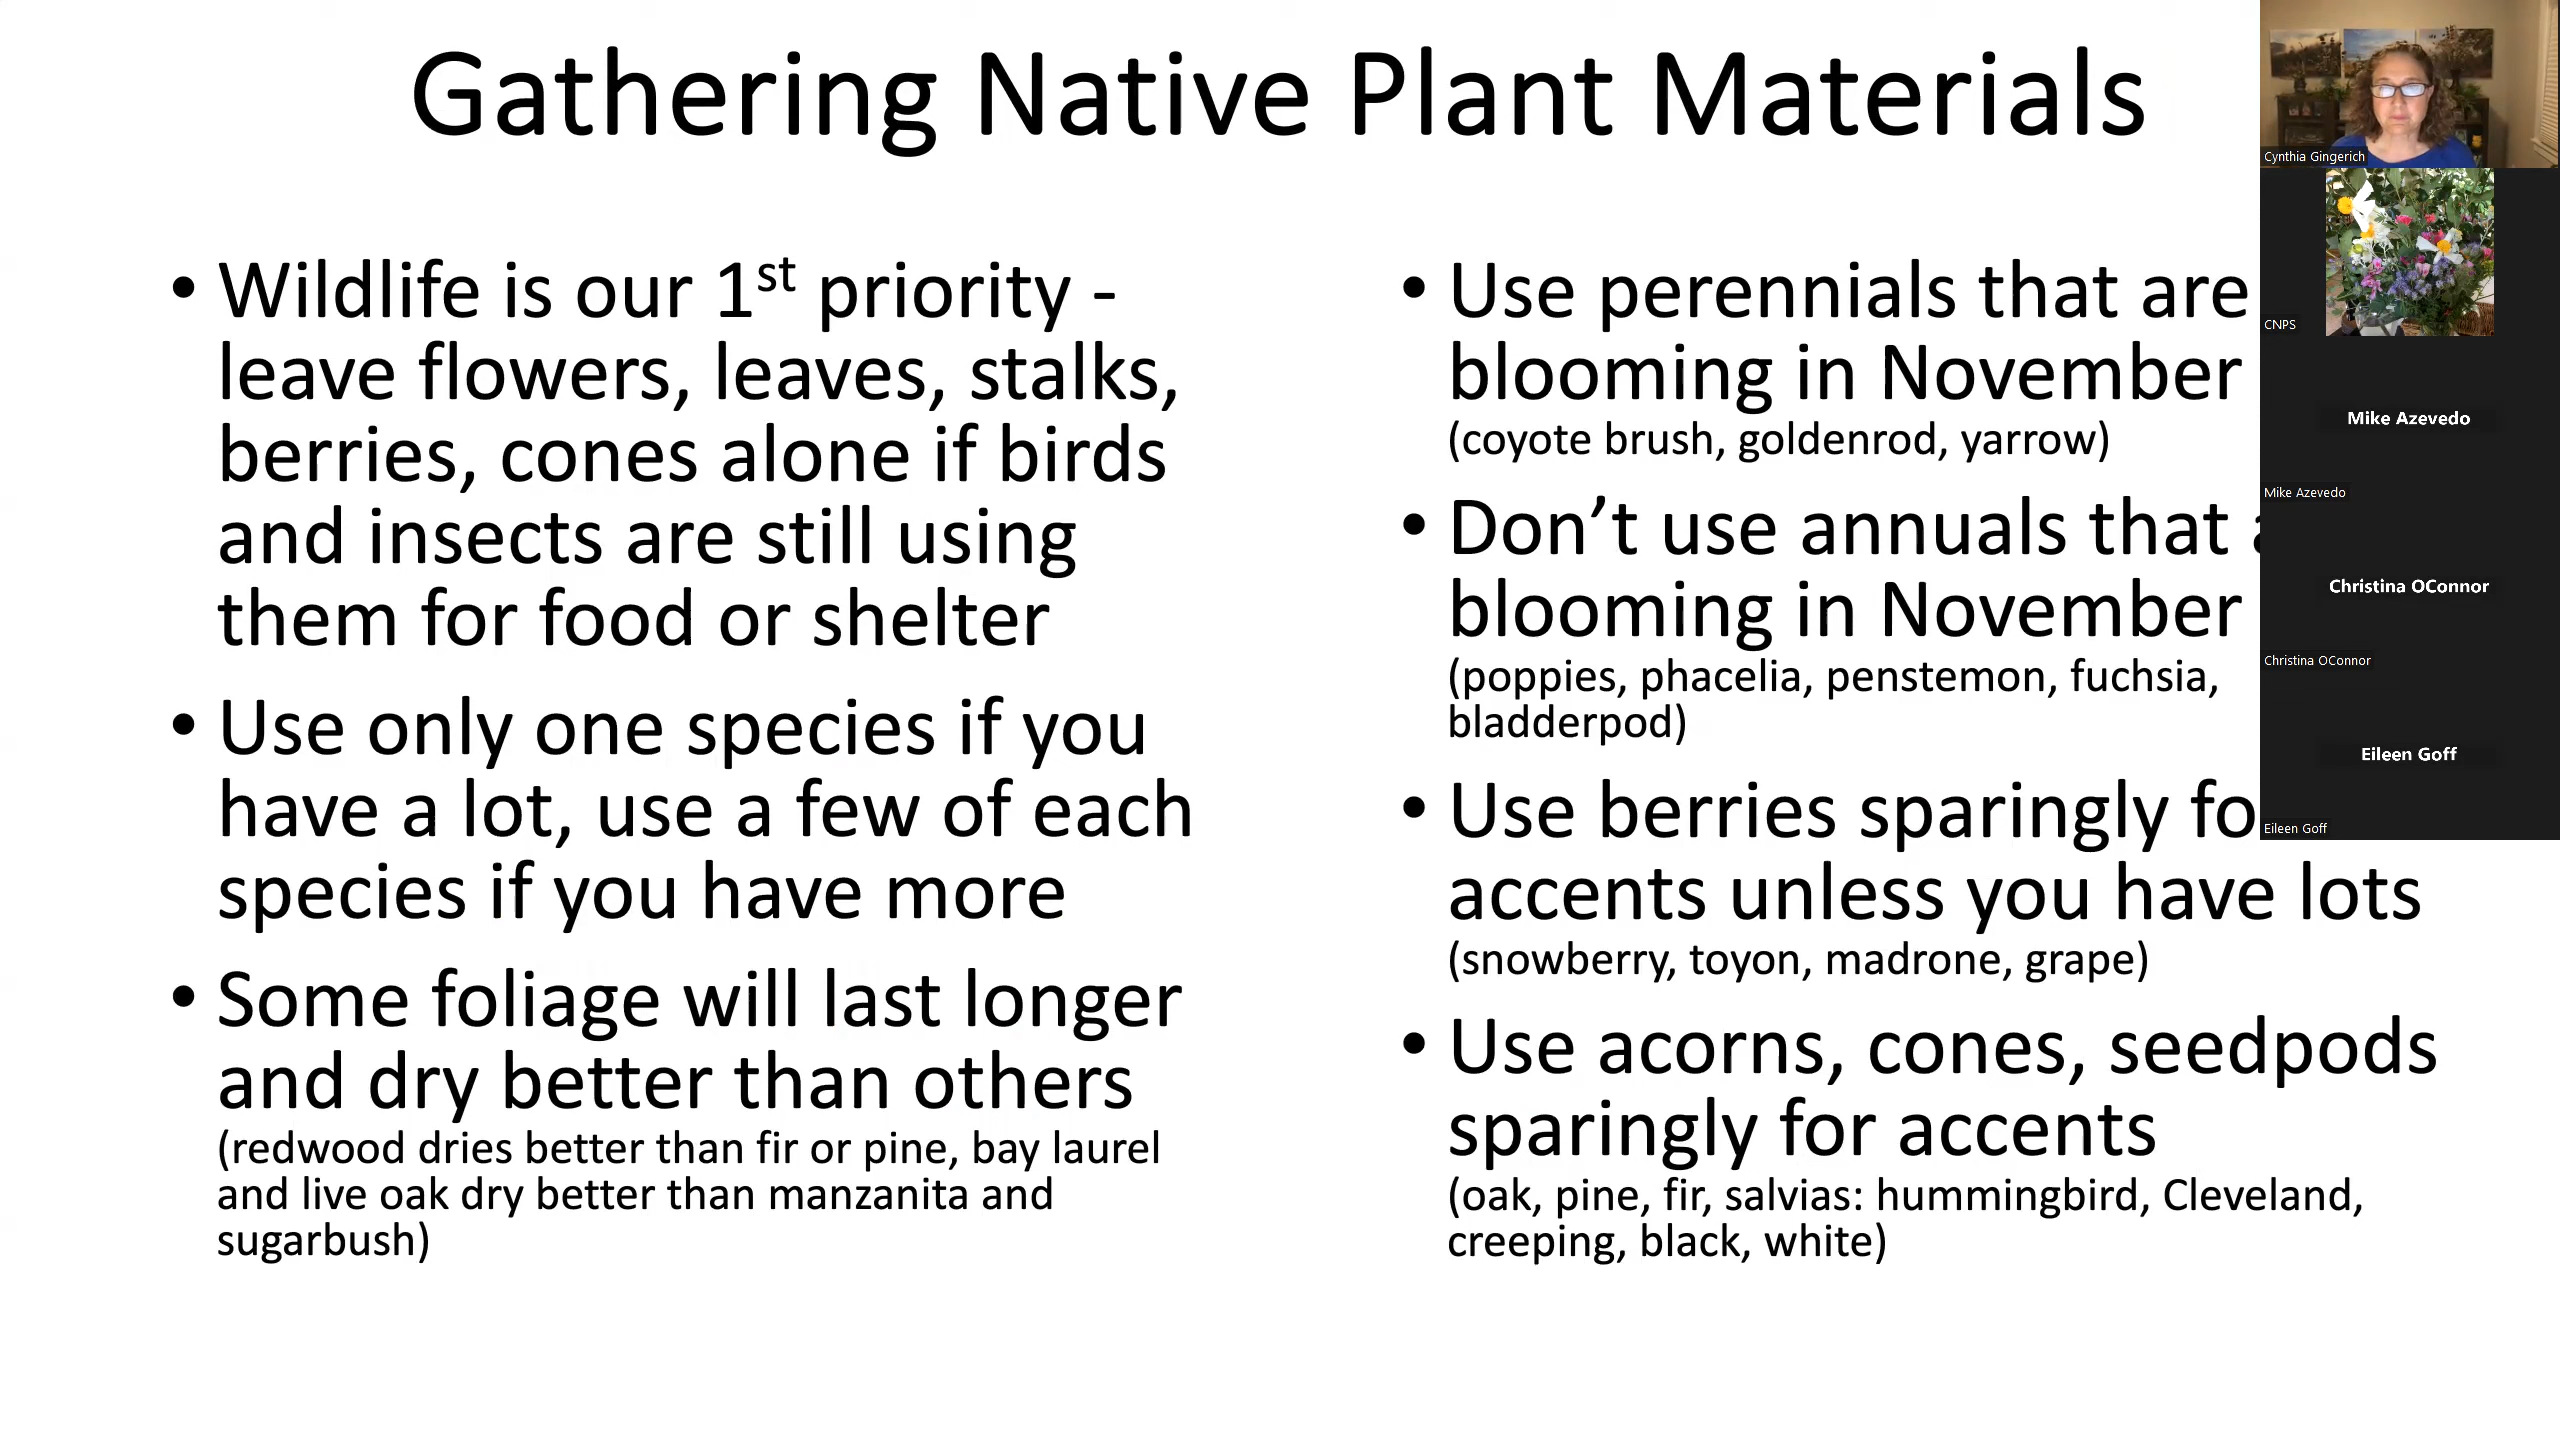 Gathering Native Plant Materials
• Wildlife is our 1st priority -
leave flowers, leaves, stalks,
berries, cones alone if birds
and insects are still using
them for food or shelter
• Use only one species if you
have a lot, use a few of each
species if you have more
• Some foliage will last longer
and dry better than others
(redwood dries better than fir or pine, bay laurel
and live oak dry better than manzanita and
sugarbush)
• Use perennials that are
blooming in November
(coyote brush, goldenrod, yarrow)
• Don’t use annuals that
blooming in November
(poppies, phacelia, penstemon, fuchsia,
bladderpod)
• Use berries sparingly
accents unless you have lots
(snowberry, toyon, madrone, grape)
• Use acorns, cones, seedpods
sparingly for accents
(oak, pine, fir, salvias: hummingbird, Cleveland,
creeping, black, white)
Cynthia Gingerich
CNPS
Mike Azevedo
Mike Azevedo
Christina OConnor
Christina OConnor
Eileen Goff
Eileen Goff